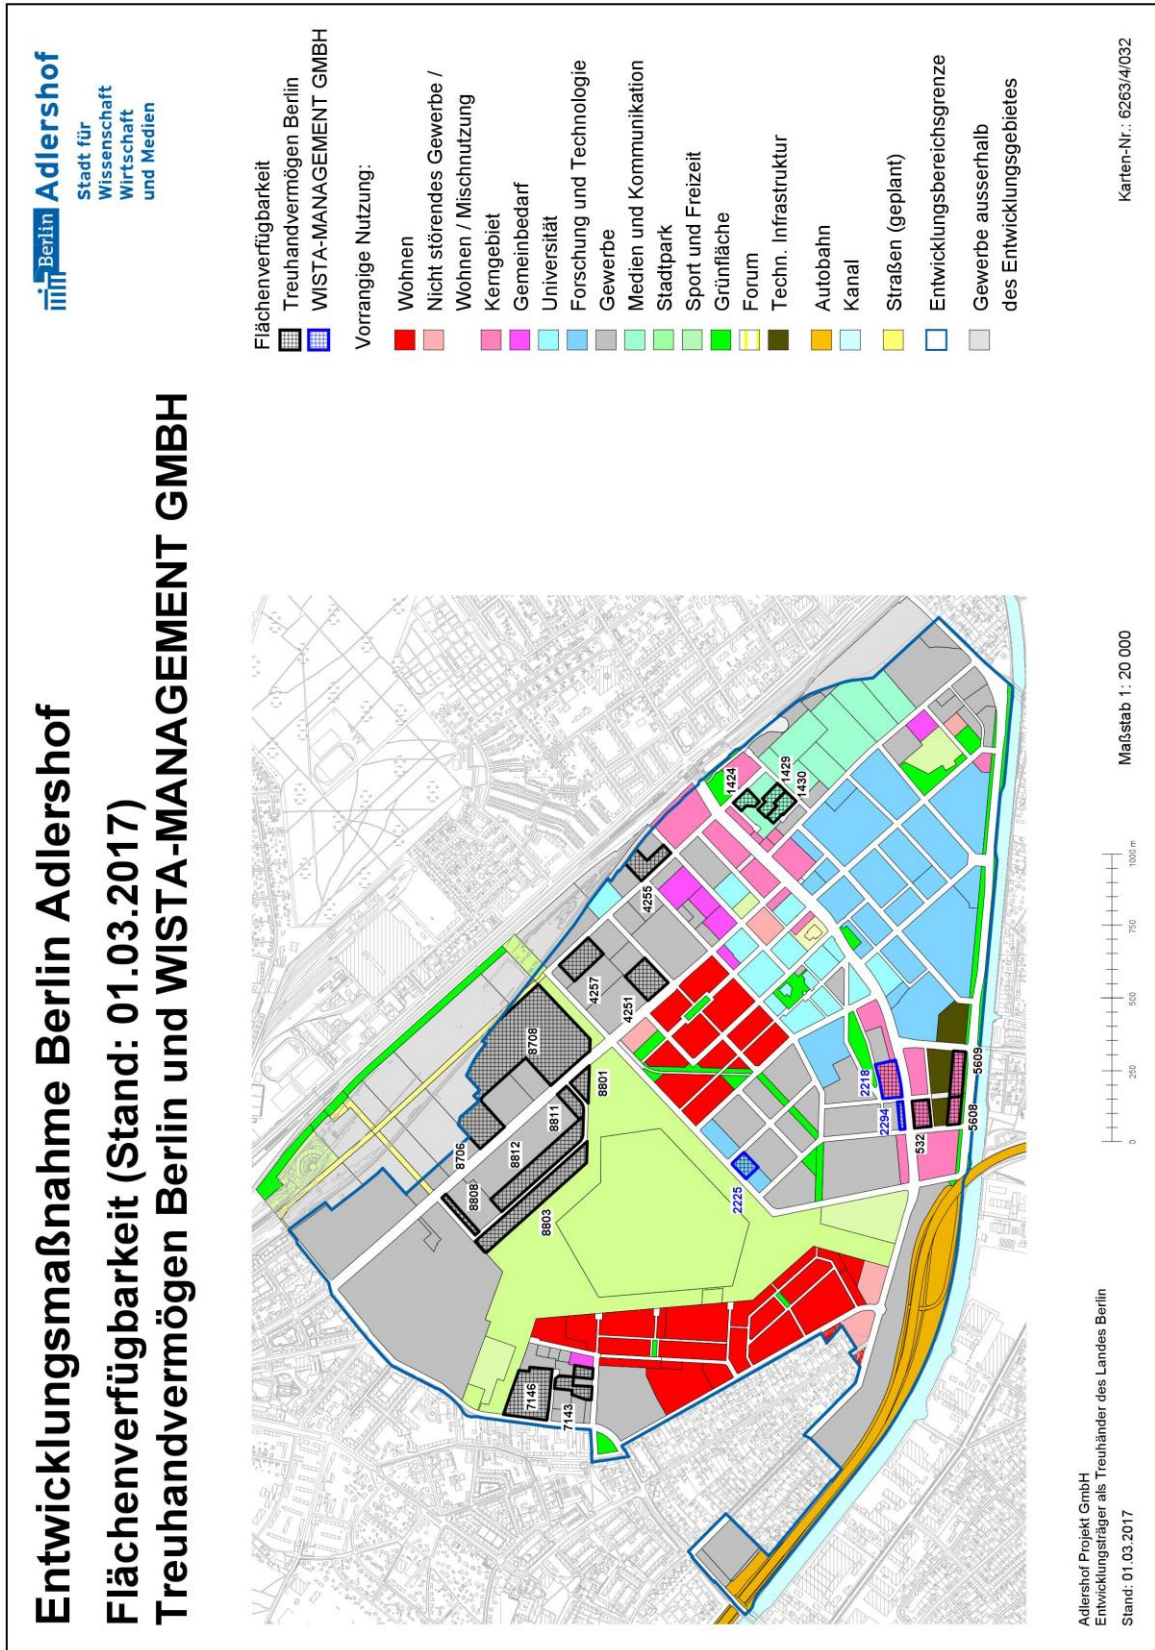 Entwicklungsmaßnahme Berlin Adlershof
Flächenverfügbarkeit (Stand: 01.03.2017)
Treuhandvermögen Berlin und WISTA-MANAGEMENT GMBH
Berlin Adlershof
Stadt für
Wissenschaft
Wirtschaft
und Medien
Flächenverfügbarkeit
Treuhandvermögen Berlin
WISTA-MANAGEMENT GMBH
Vorrangige Nutzung:
Wohnen
Nicht störendes Gewerbe /
Wohnen / Mischnutzung
Kerngebiet
Gemeinbedarf
Universität
Forschung und Technologie
Gewerbe
Medien und Kommunikation
Stadtpark
Sport und Freizeit
Grünfläche
Forum
Techn. Infrastruktur
Autobahn
Kanal
Straßen (geplant)
Entwicklungsbereichsgrenze
Gewerbe ausserhalb
des Entwicklungsgebietes
8706
8708
8808
8812
8811
8801
8803
4257
4251
4255
1424
1429
1430
7146
7143
2225
2218
2294
532
5608
5609
0
250
500
750
1000 m
Maßstab 1: 20 000
Karten-Nr.: 6263/4/032
Adlershof Projekt GmbH
Entwicklungsträger als Treuhänder des Landes Berlin
Stand: 01.03.2017